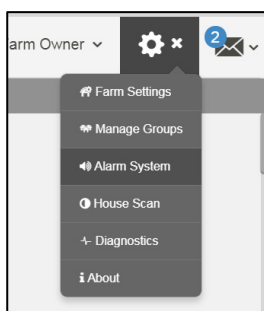 arm Owner
2
Farm Settings
Manage Groups
Alarm System
House Scan
Diagnostics
About